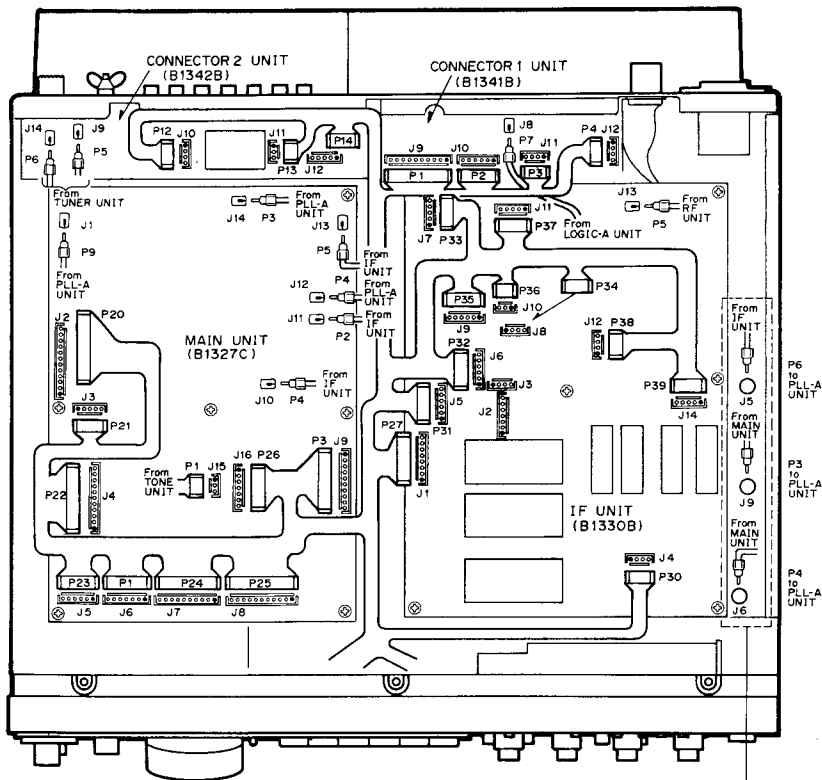 CONNECTOR 2 UNIT
(B1342B)
CONNECTOR 1 UNIT
(B1341B)
J14
J9
P6
P5
P12
J10
J11
P13
J12
P14
J9
J10
P1
P2
J8
P7
J11
P3
P4
J12
From
TUNER UNIT
J1
P9
From
PLL-A
UNIT
J14
P3
From
PLL-A
UNIT
J13
P5
From
IF
UNIT
J12
P4
From
PLL-A
UNIT
J11
P2
From
IF
UNIT
J10
P4
From
IF
UNIT
J7
P33
J11
P37
From
LOGIC-A UNIT
J13
P5
From
RF
UNIT
P35
J9
P36
J10
J8
P34
J12
P38
P39
J14
P32
J6
J3
J5
P31
J2
P27
J1
MAIN UNIT
(B1327C)
J2
P20
J3
P21
P22
J4
From
TONE
UNIT
P1
J15
J16
P26
P3
J9
P23
P1
P24
P25
J5
J6
J7
J8
IF UNIT
(B1330B)
J4
P30
From
IF
UNIT
J5
P6
to
PLL-A
UNIT
From
MAIN
UNIT
J9
P3
to
PLL-A
UNIT
From
MAIN
UNIT
J6
P4
to
PLL-A
UNIT